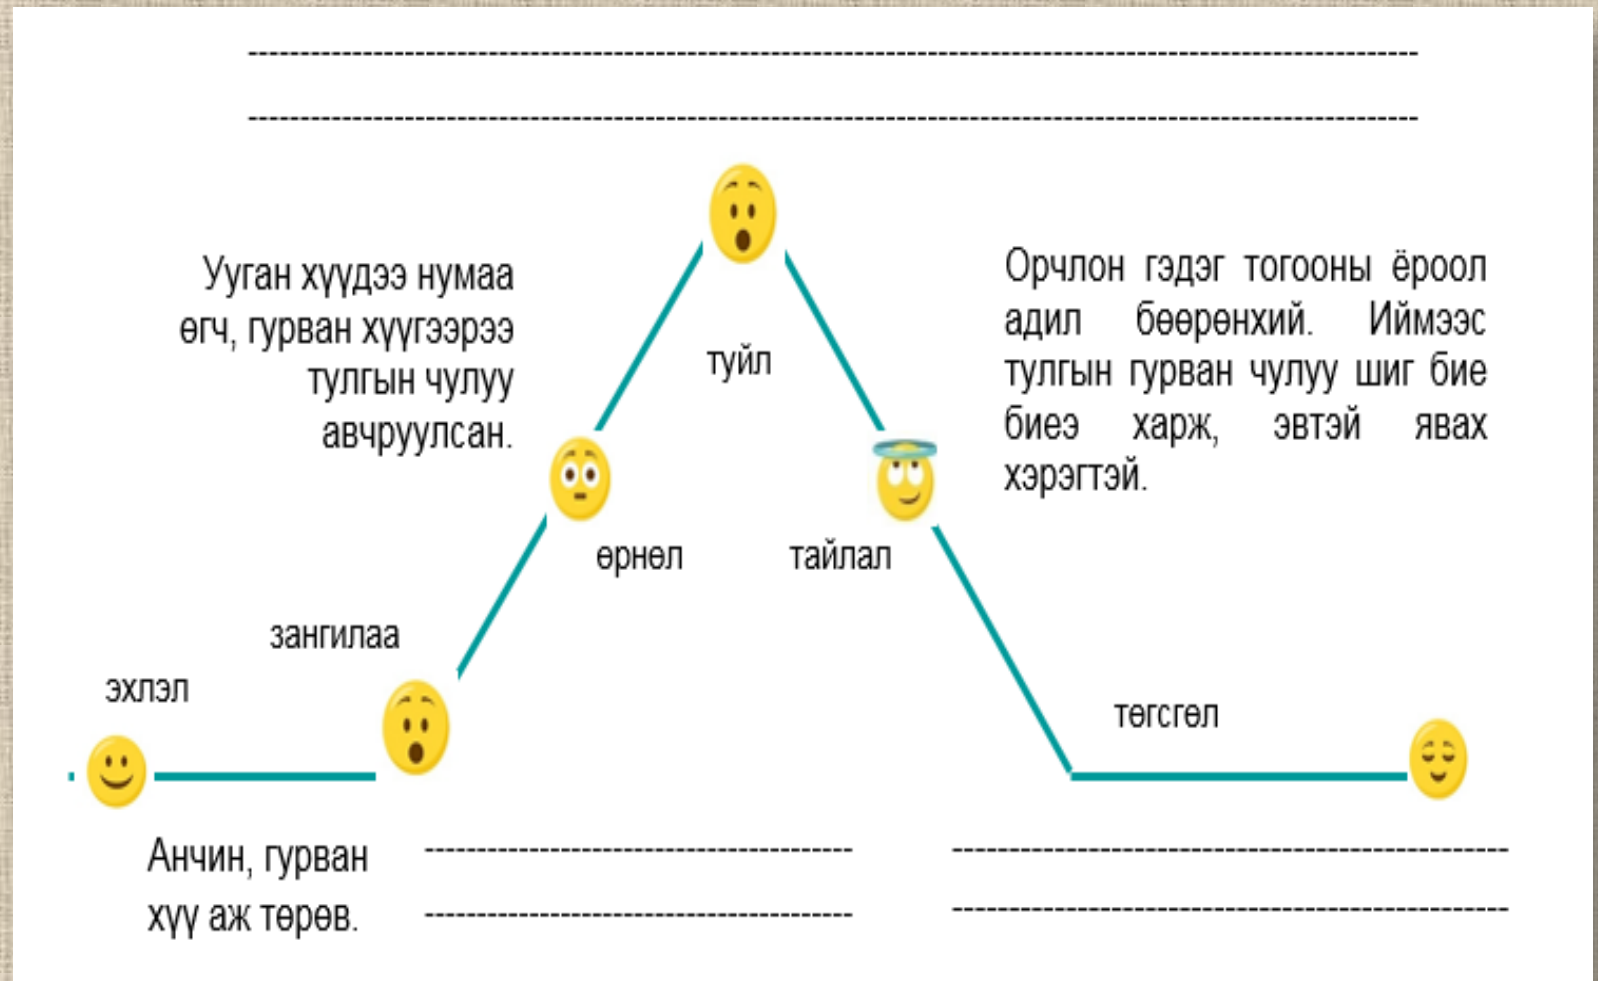 Ууган хүүдээ нумаа
өгч, гурван хүүгээрээ
тулгын чулуу
авчруулсан.
туйл
Орчлон гэдэг тогооны ёроол
адил бөөрөнхий. Иймээс
тулгын гурван чулуу шиг бие
биеэ харж, эвтэй явах
хэрэгтэй.
өрнөл
тайлал
зангилаа
эхлэл
төгсгөл
Анчин, гурван
хүү аж төрөв.